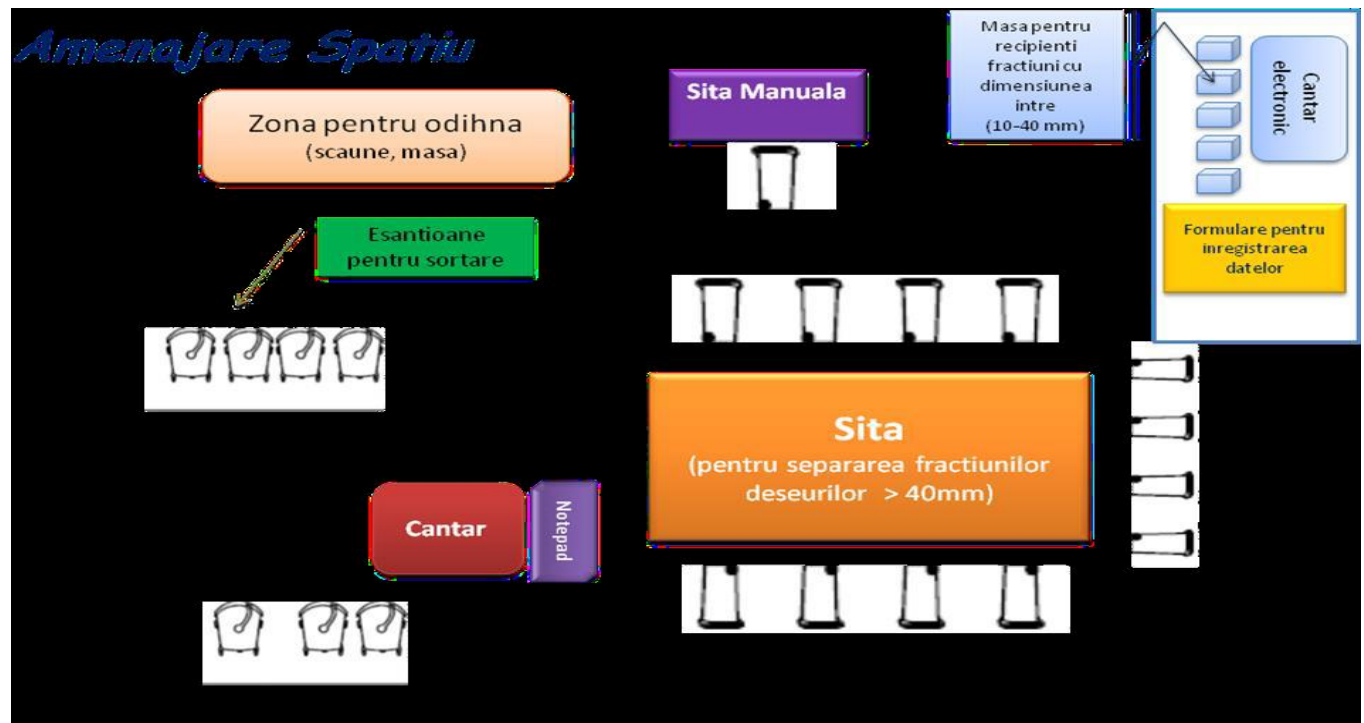 Amenajare Spatiu
Zona pentru odihna
(scaune, masa)
Esantioane
pentru sortare
Sita Manuala
Masa pentru
recipienti
fractiuni cu
dimensiunea
intre
(10-40 mm)
Cantar
electronic
Formulare pentru
inregistrarea
datelor
Sita
(pentru separarea fractiunilor
deseurilor > 40mm)
Cantar
Notepad